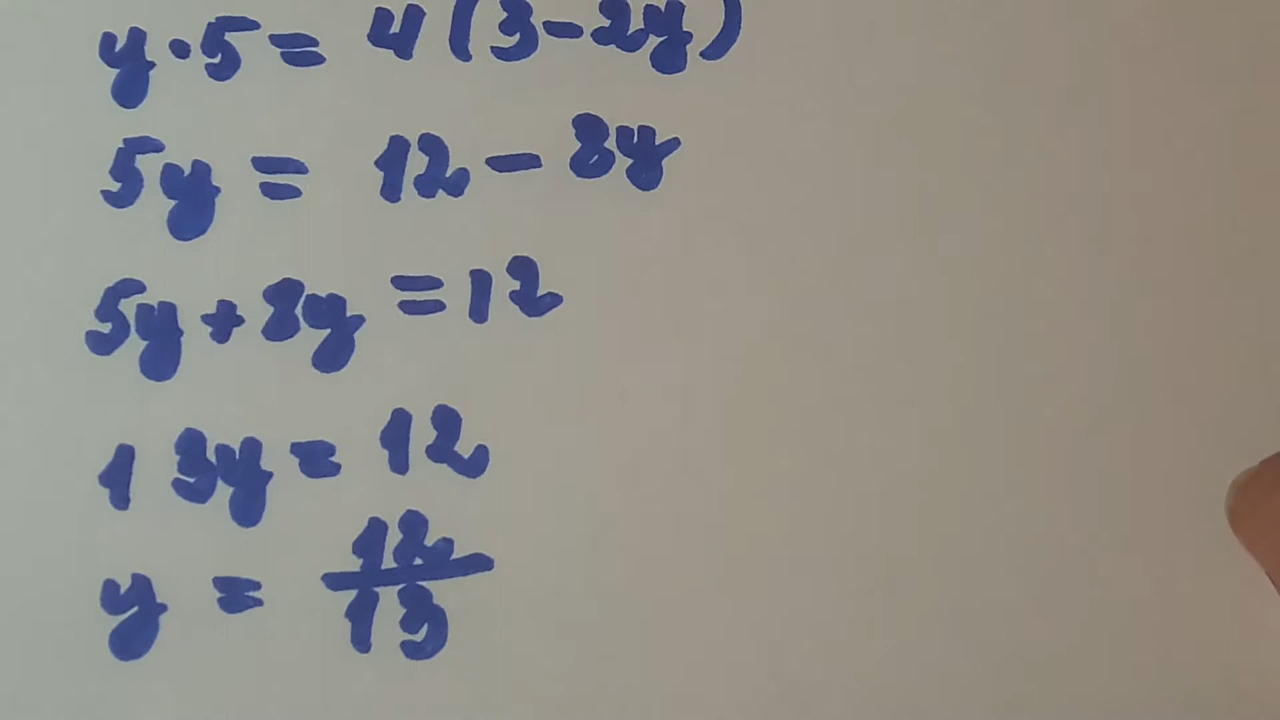 y·5= 4(3-2y)
5y = 12-8y
5y+8y =12
13y= 12
y = 12/13